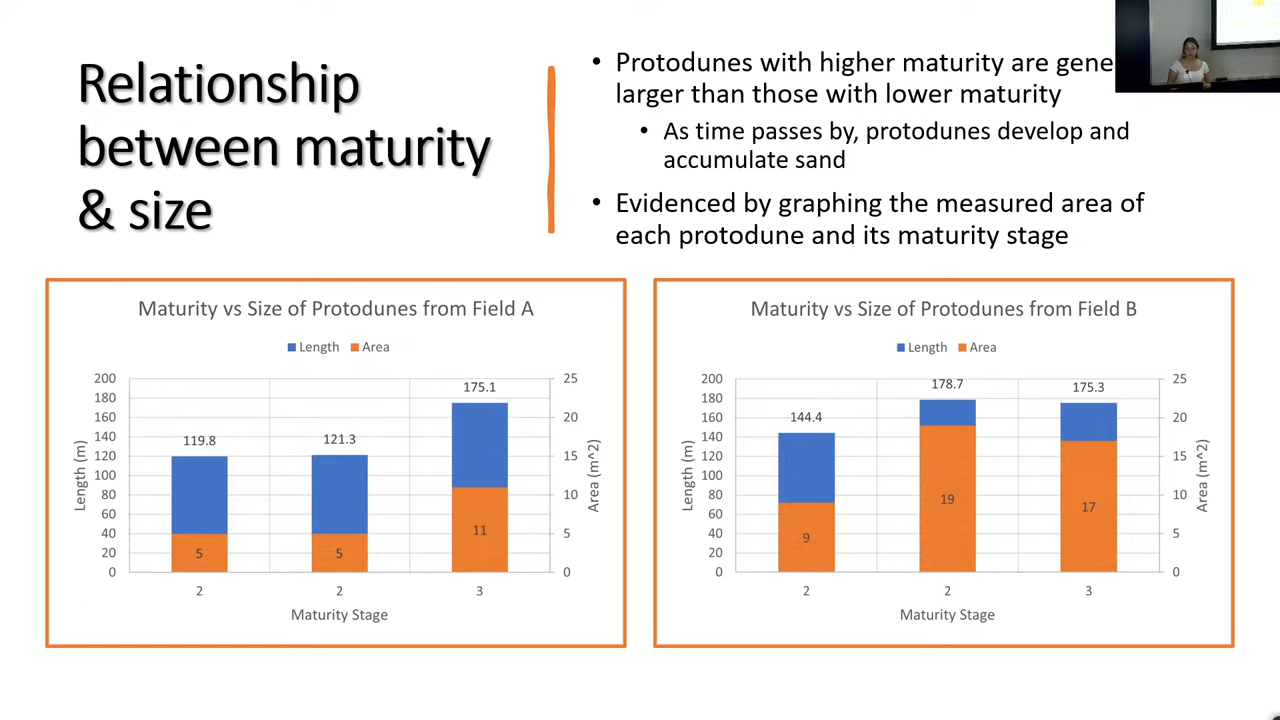 Relationship
between maturity
& size
• Protodunes with higher maturity are gene
larger than those with lower maturity
• As time passes by, protodunes develop and
accumulate sand
• Evidenced by graphing the measured area of
each protodune and its maturity stage
Maturity vs Size of Protodunes from Field A
Length Area
200
180
160
140
120
100
80
60
40
20
0
Length (m)
119.8
121.3
175.1
5
5
11
25
20
15
10
5
0
Area (m^2)
2 2 3
Maturity Stage
Maturity vs Size of Protodunes from Field B
Length Area
200
180
160
140
120
100
80
60
40
20
0
Length (m)
144.4
178.7
175.3
9
19
17
25
20
15
10
5
0
Area (m^2)
2 2 3
Maturity Stage